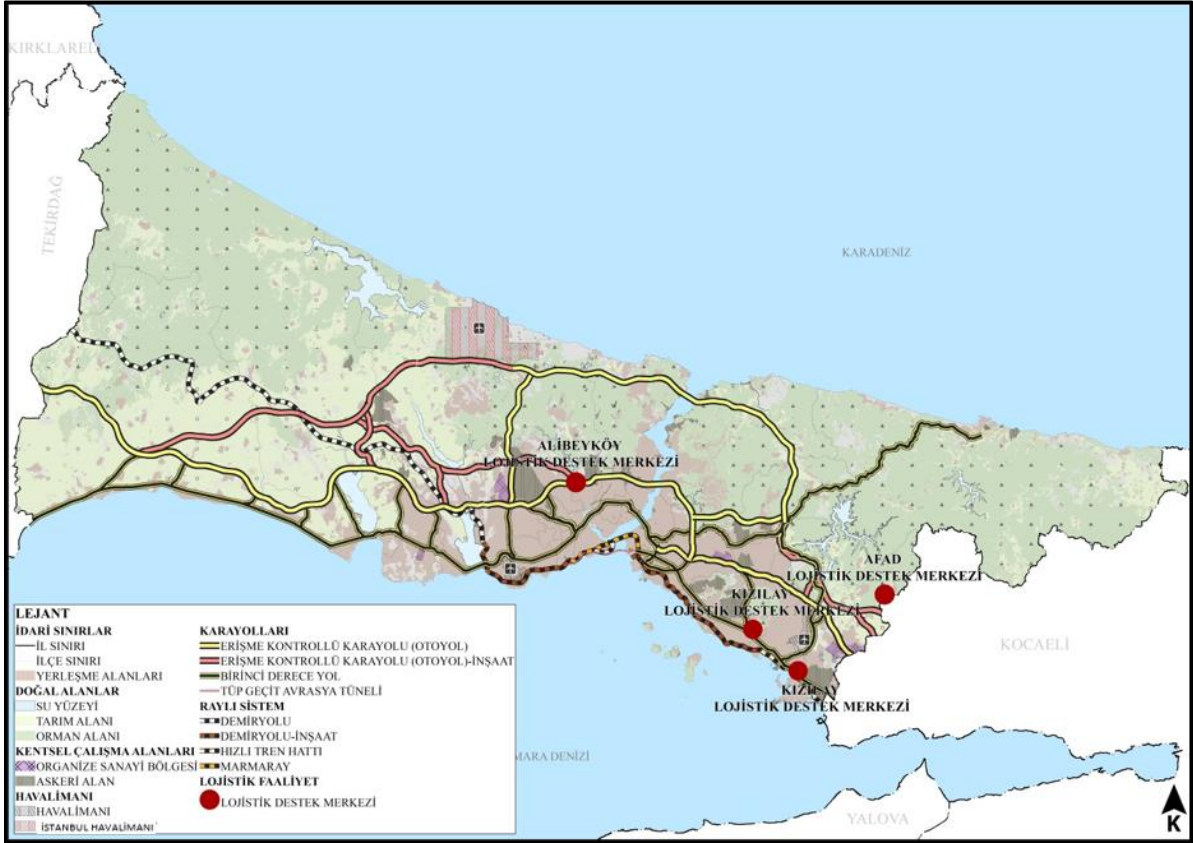 KIRKLARELİ
TEKİRDAĞ
KARADENİZ
ALİBEYKÖY
LOJİSTİK DESTEK MERKEZİ
AFAD
LOJİSTİK DESTEK MERKEZİ
KIZILAY
LOJİSTİK DESTEK MERKEZİ
KOCAELİ
KIZILAY
LOJİSTİK DESTEK MERKEZİ
MARA DENİZİ
YALOVA
K
LEJANT
İDARİ SINIRLAR
İL SINIRI
İLÇE SINIRI
YERLEŞME ALANLARI
DOĞAL ALANLAR
SU YÜZEYİ
TARIM ALANI
ORMAN ALANI
KENTSEL ÇALIŞMA ALANLARI
ORGANİZE SANAYİ BÖLGESİ
ASKERİ ALAN
HAVALİMANI
HAVALİMANI
İSTANBUL HAVALİMANI
KARAYOLLARI
ERİŞME KONTROLLÜ KARAYOLU (OTOYOL)
ERİŞME KONTROLLÜ KARAYOLU (OTOYOL)-İNŞAAT
BİRİNCİ DERECE YOL
TÜP GEÇİT AVRASYA TÜNELİ
RAYLI SİSTEM
DEMİRYOLU
DEMİRYOLU-İNŞAAT
HIZLI TREN HATTI
MARMARAY
LOJİSTİK FAALİYET
LOJİSTİK DESTEK MERKEZİ